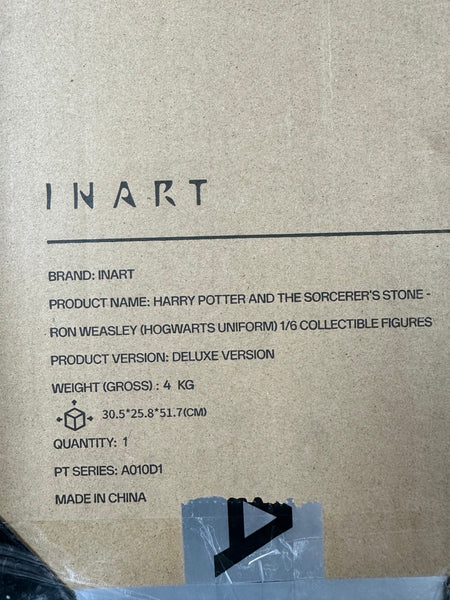 INART
BRAND: INART
PRODUCT NAME: HARRY POTTER AND THE SORCERER'S STONE -
RON WEASLEY (HOGWARTS UNIFORM) 1/6 COLLECTIBLE FIGURES
PRODUCT VERSION: DELUXE VERSION
WEIGHT (GROSS) : 4 KG
30.5*25.8*51.7(CM)
QUANTITY: 1
PT SERIES: A010D1
MADE IN CHINA